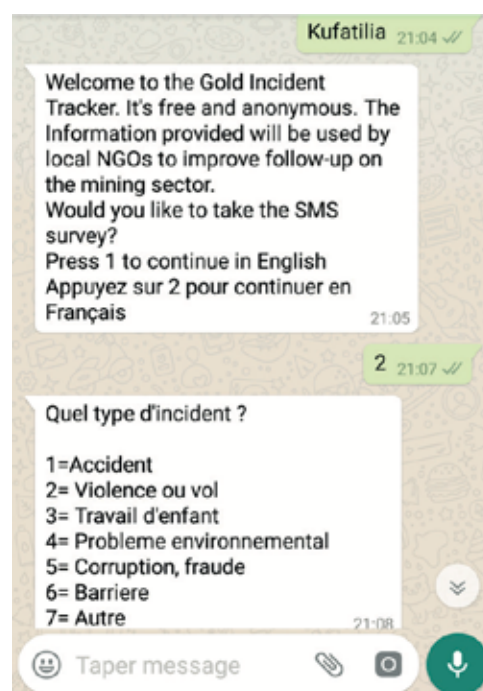 Kufatilia 21:04
Welcome to the Gold Incident
Tracker. It's free and anonymous. The
Information provided will be used by
local NGOs to improve follow-up on
the mining sector.
Would you like to take the SMS
survey?
Press 1 to continue in English
Appuyez sur 2 pour continuer en
Français 21:05
2 21:07
Quel type d'incident ?
1=Accident
2= Violence ou vol
3= Travail d'enfant
4= Probleme environnemental
5= Corruption, fraude
6= Barriere
7= Autre 21:08
Taper message